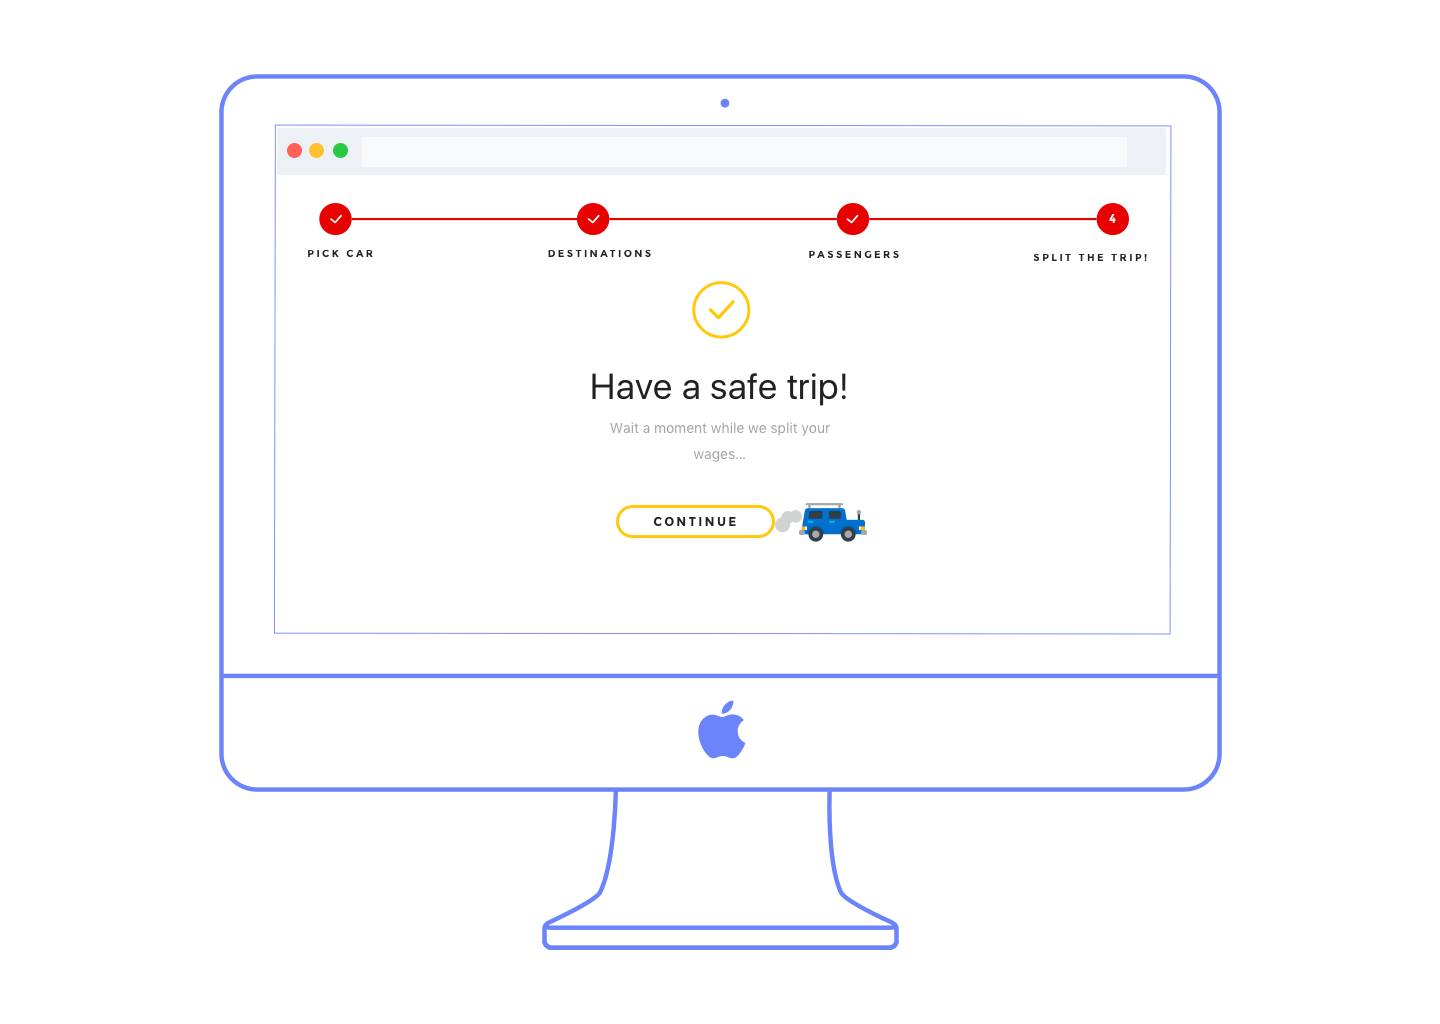 4
PICK CAR
DESTINATIONS
PASSENGERS
SPLIT THE TRIP!
Have a safe trip!
Wait a moment while we split your
wages...
CONTINUE